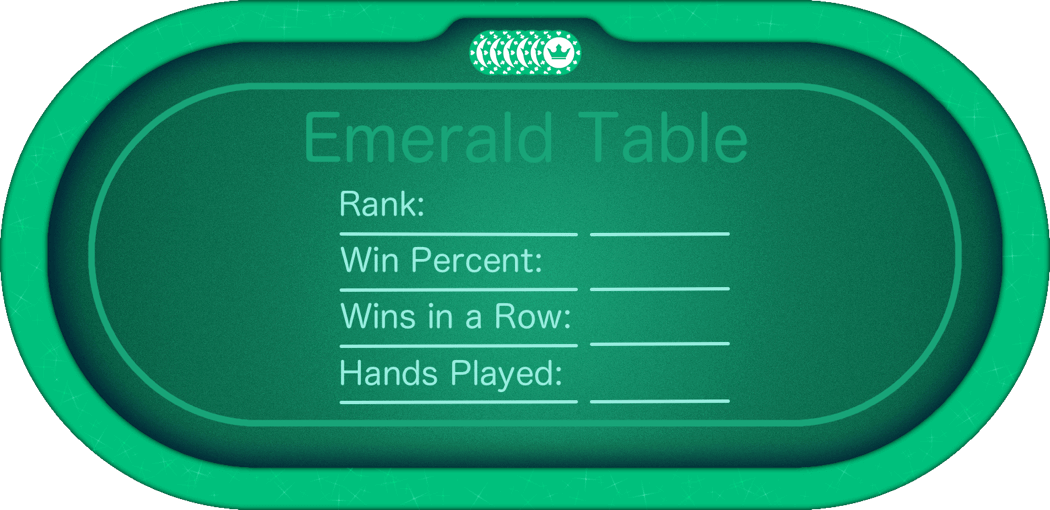 Emerald Table
Rank:
Win Percent:
Wins in a Row:
Hands Played: